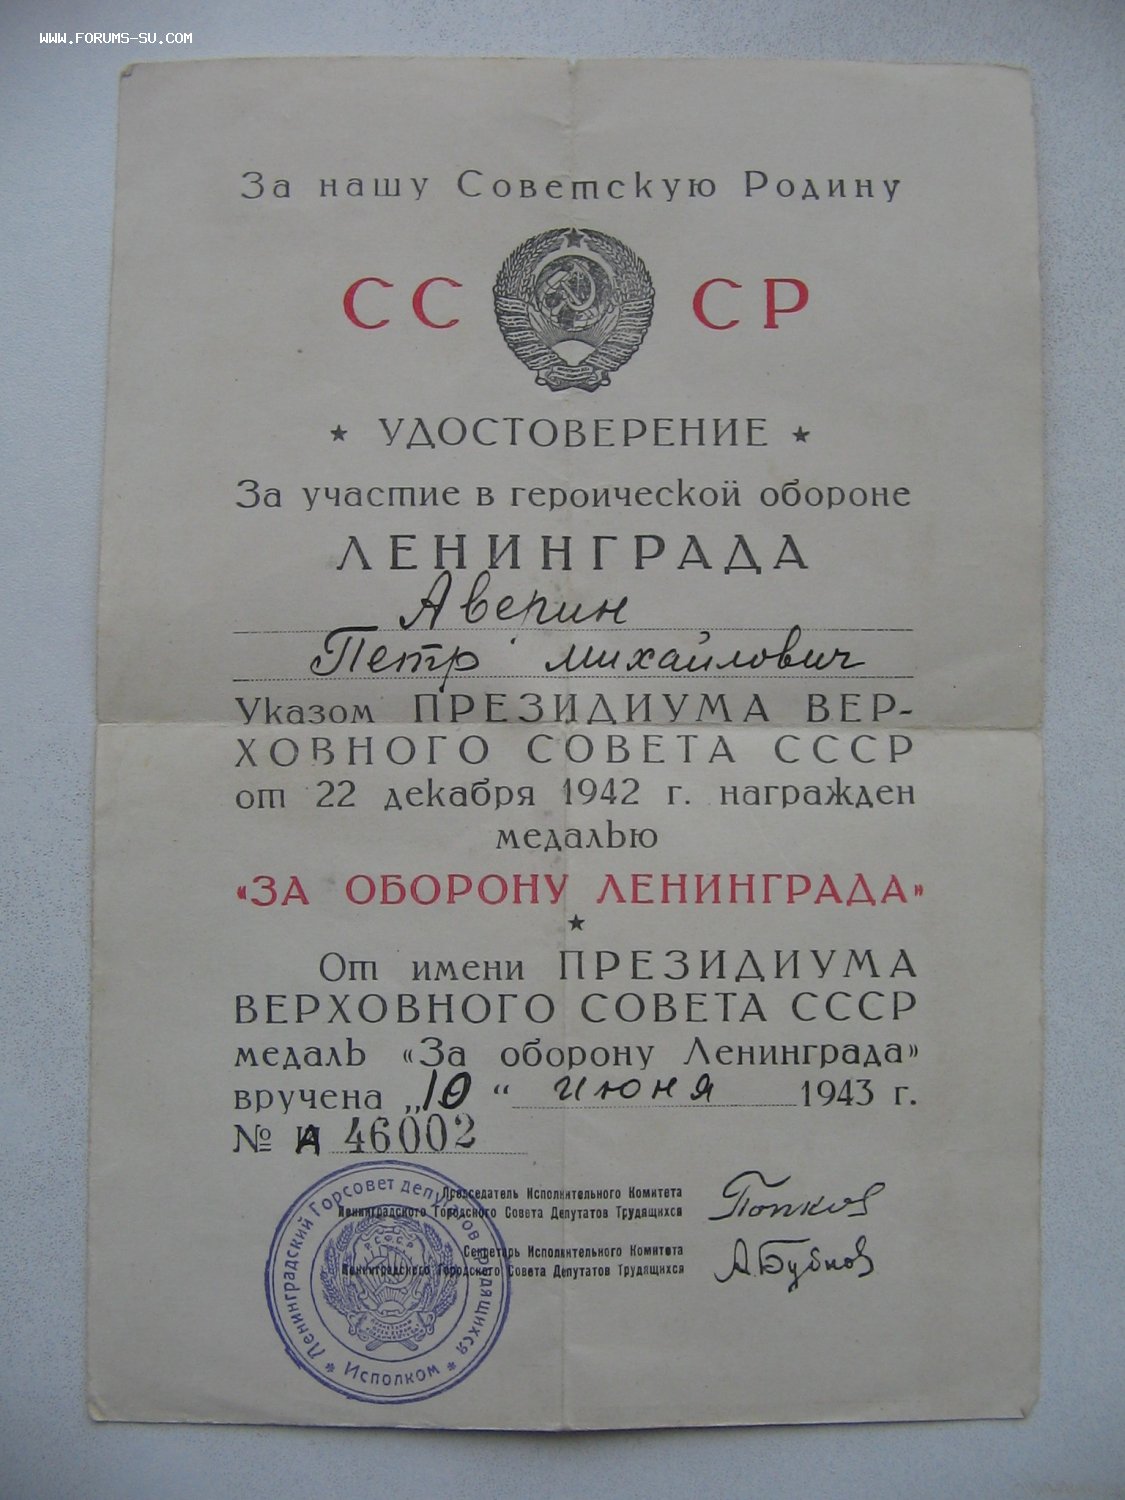 WWW.FORUMS-SU.COM
За нашу Советскую Родину
СС СР
★ УДОСТОВЕРЕНИЕ ★
За участие в героической обороне
ЛЕНИНГРАДА
Аверин
Петр Михайлович
Указом ПРЕЗИДИУМА ВЕР-
ХОВНОГО СОВЕТА СССР
от 22 декабря 1942 г. награжден
медалью
«ЗА ОБОРОНУ ЛЕНИНГРАДА»
★
От имени ПРЕЗИДИУМА
ВЕРХОВНОГО СОВЕТА СССР
медаль «За оборону Ленинграда»
вручена „10“ июня 1943 г.
№ 46002
Председатель Исполнительного Комитета
Ленинградского Городского Совета Депутатов Трудящихся
Попков
Секретарь Исполнительного Комитета
Ленинградского Городского Совета Депутатов Трудящихся
А.Бубнов
Ленинградский Горсовет депутатов трудящихся
* Исполком *
РСФСР